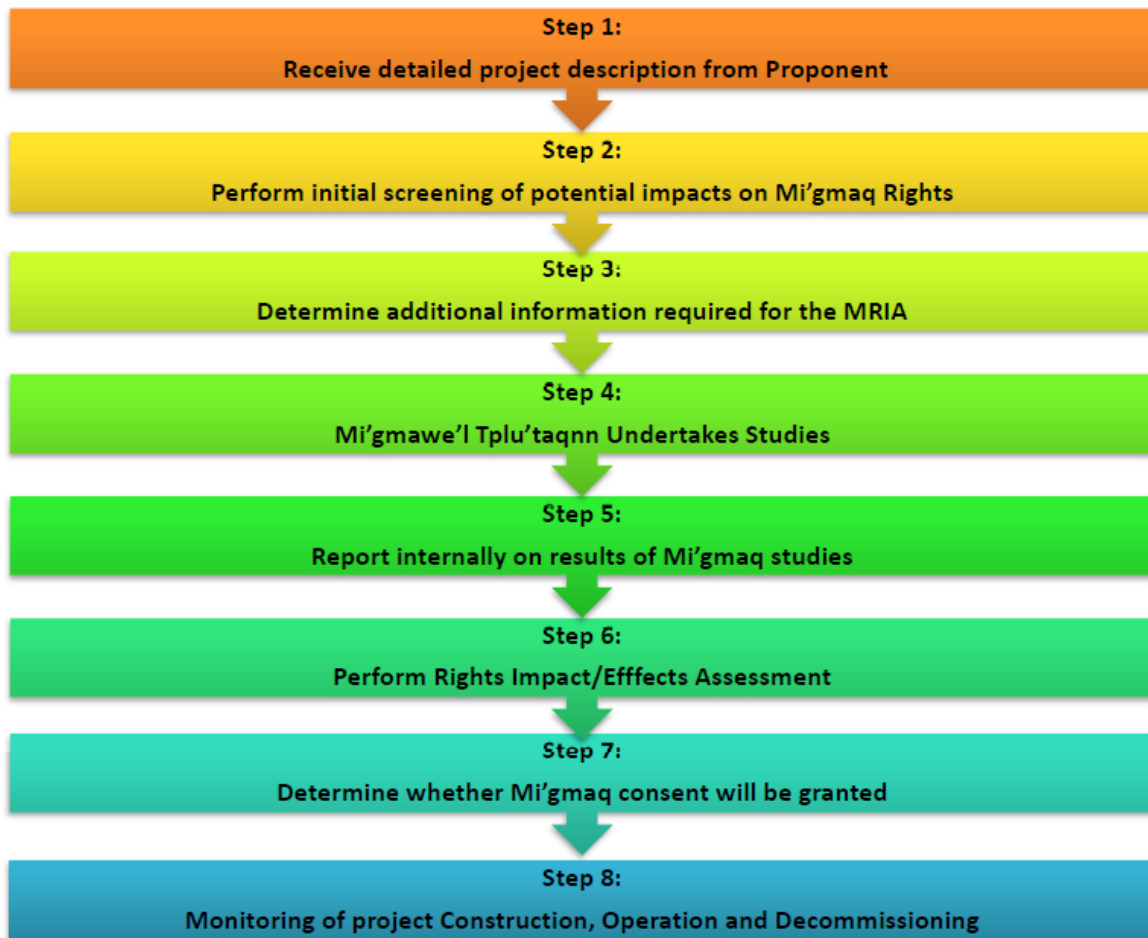 Step 1:
Receive detailed project description from Proponent
Step 2:
Perform initial screening of potential impacts on Mi’gmaq Rights
Step 3:
Determine additional information required for the MRIA
Step 4:
Mi’gmawe’l Tplu’taqnn Undertakes Studies
Step 5:
Report internally on results of Mi’gmaq studies
Step 6:
Perform Rights Impact/Efffects Assessment
Step 7:
Determine whether Mi’gmaq consent will be granted
Step 8:
Monitoring of project Construction, Operation and Decommissioning